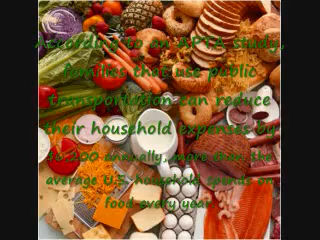 According to an APTA study,
families that use public
transportation can reduce
their household expenses by
annually, more than the
average U.S. household spends on
food every year